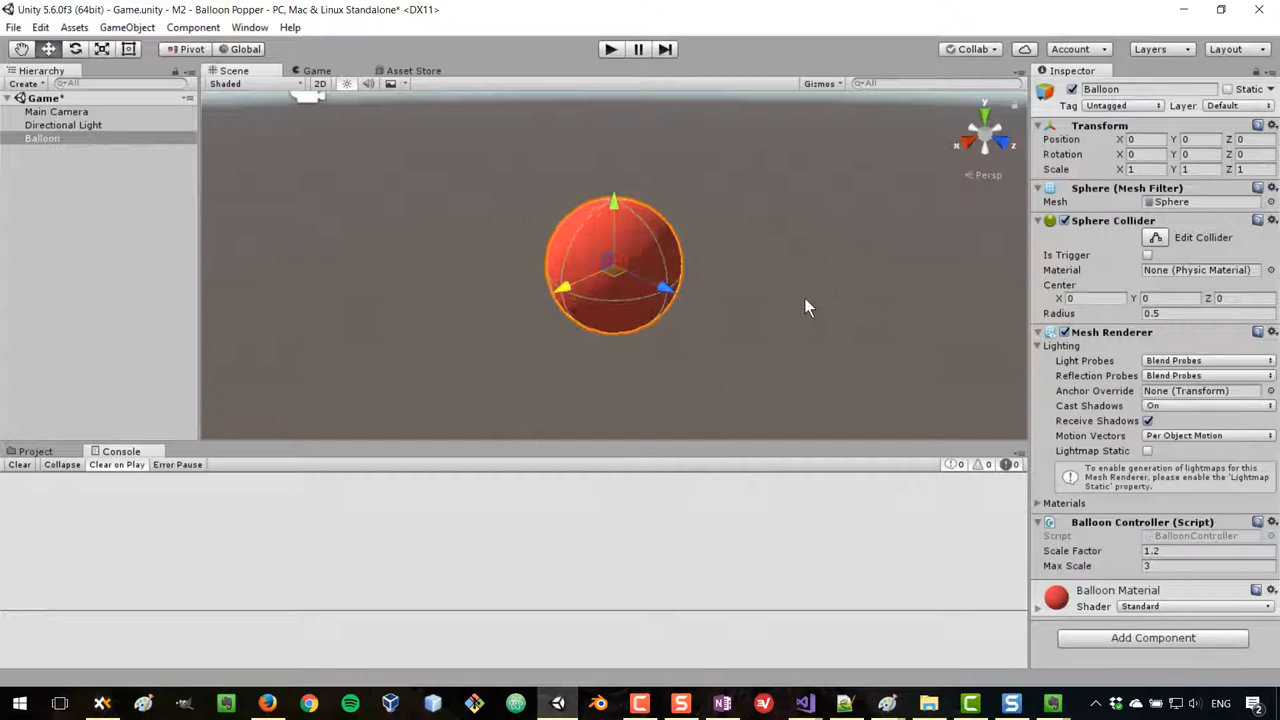 Unity 5.6.0f3 (64bit) - Game.unity - M2 - Balloon Popper - PC, Mac & Linux Standalone* <DX11>
File Edit Assets GameObject Component Window Help
Pivot Global Collab Account Layers Layout
Hierarchy
Create All
Game*
Main Camera
Directional Light
Balloon
Scene Game Asset Store
Shaded 2D Gizmos All
y
x z
Persp
Project Console
Clear Collapse Clear on Play Error Pause 0 0 0
Inspector
Balloon Static
Tag Untagged Layer Default
Transform
Position X 0 Y 0 Z 0
Rotation X 0 Y 0 Z 0
Scale X 1 Y 1 Z 1
Sphere (Mesh Filter)
Mesh Sphere
Sphere Collider
Edit Collider
Is Trigger
Material None (Physic Material)
Center
X 0 Y 0 Z 0
Radius 0.5
Mesh Renderer
Lighting
Light Probes Blend Probes
Reflection Probes Blend Probes
Anchor Override None (Transform)
Cast Shadows On
Receive Shadows
Motion Vectors Per Object Motion
Lightmap Static
To enable generation of lightmaps for this
Mesh Renderer, please enable the 'Lightmap
Static' property.
Materials
Balloon Controller (Script)
Script BalloonController
Scale Factor 1.2
Max Scale 3
Balloon Material
Shader Standard
Add Component
ENG